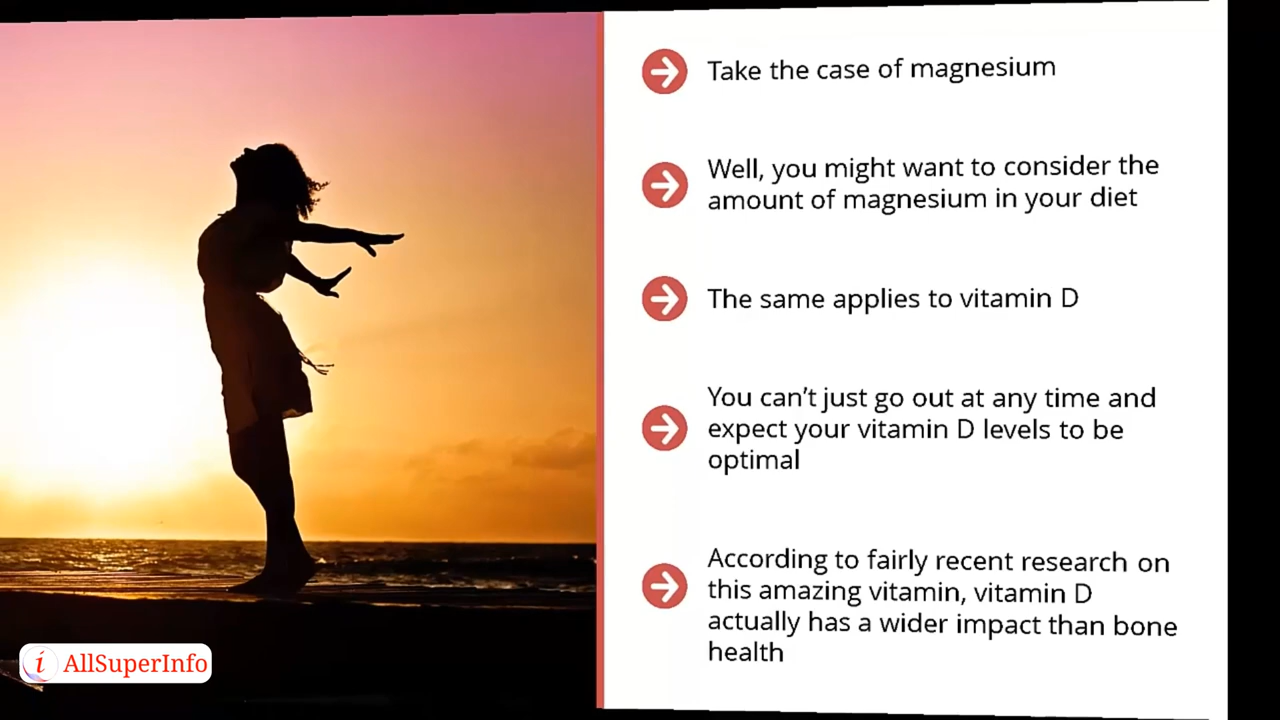 Take the case of magnesium
Well, you might want to consider the
amount of magnesium in your diet
The same applies to vitamin D
You can’t just go out at any time and
expect your vitamin D levels to be
optimal
According to fairly recent research on
this amazing vitamin, vitamin D
actually has a wider impact than bone
health
i AllSuperInfo